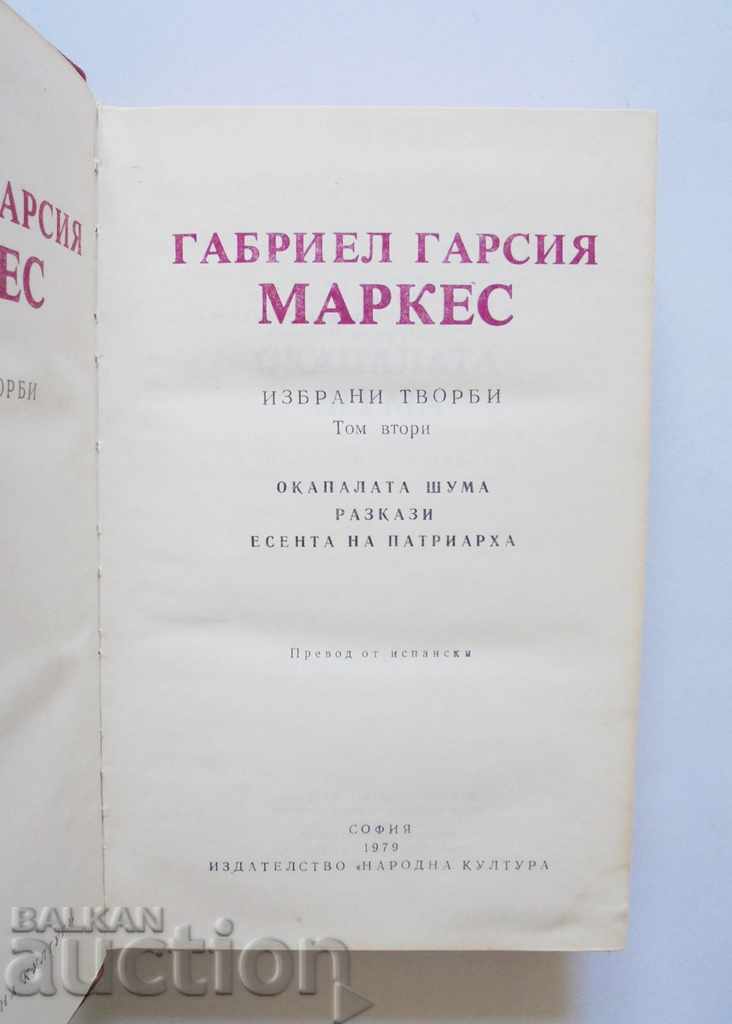 АРСИЯ
ЕС
ОРБИ
ГАБРИЕЛ ГАРСИЯ
МАРКЕС
ИЗБРАНИ ТВОРБИ
Том втори
ОКАПАЛАТА ШУМА
РАЗКАЗИ
ЕСЕНТА НА ПАТРИАРХА
Превод от испански
СОФИЯ
1979
ИЗДАТЕЛСТВО «НАРОДНА КУЛТУРА
BALKAN
auction